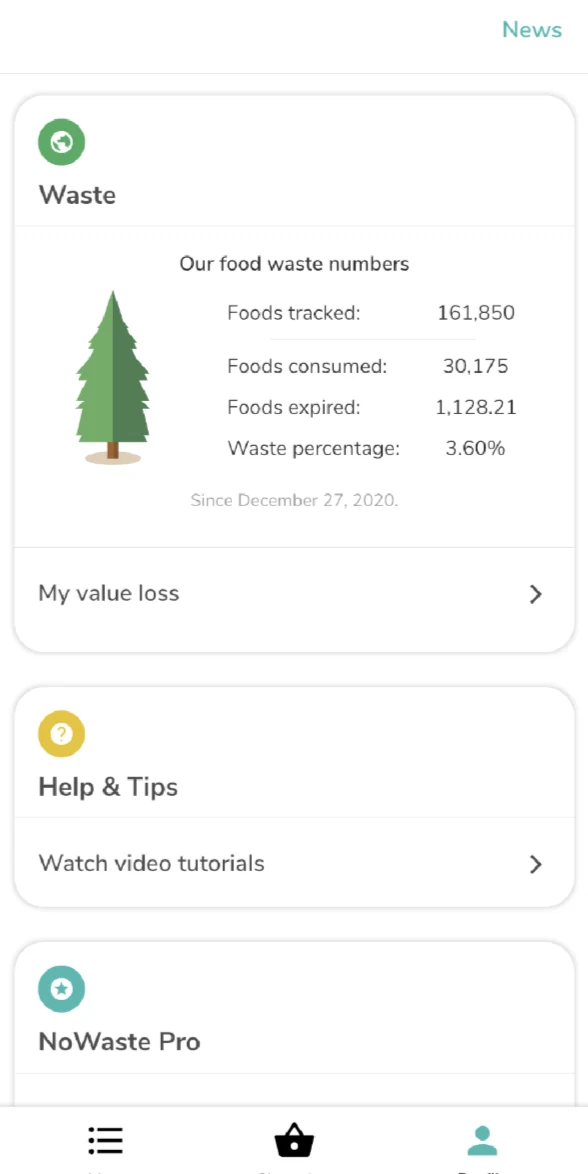 News
Waste
Our food waste numbers
Foods tracked: 161,850
Foods consumed: 30,175
Foods expired: 1,128.21
Waste percentage: 3.60%
Since December 27, 2020.
My value loss
Help & Tips
Watch video tutorials
NoWaste Pro